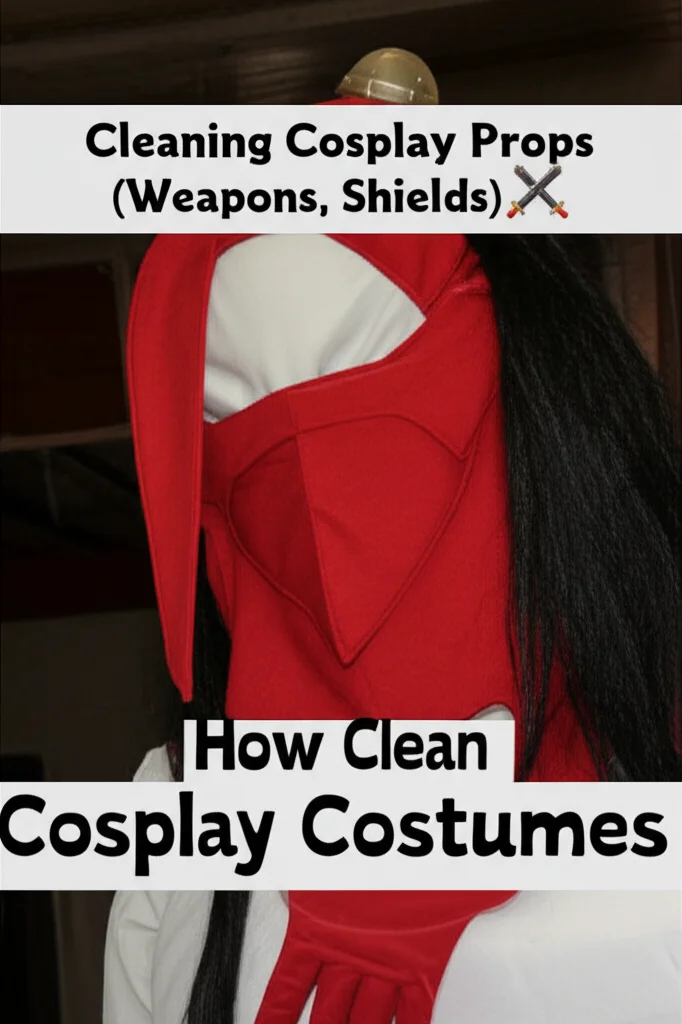 Cleaning Cosplay Props
(Weapons, Shields)⚔️
How Clean
Cosplay Costumes